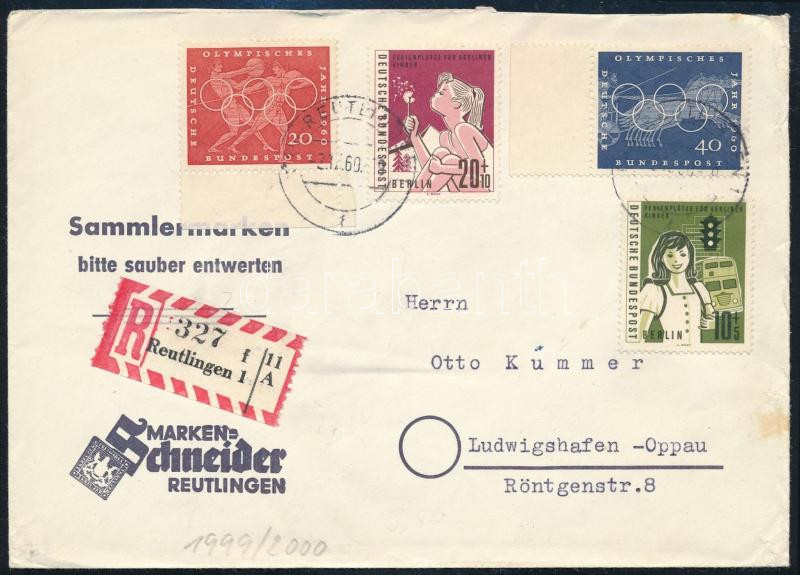 OLYMPISCHES
JAHR 1960
DEUTSCHE
BUNDESPOST
20
FERIENPLÄTZE FÜR BERLINER
KINDER
DEUTSCHE BUNDESPOST
20+10
BERLIN
OLYMPISCHES
JAHR 1960
DEUTSCHE
BUNDESPOST
40
FERIENPLÄTZE FÜR BERLINER
KINDER
DEUTSCHE BUNDESPOST
BERLIN
10+5
f
Sammlermarken
bitte sauber entwerten
R
327
f 11
Reutlingen 1 A
MARKEN=
Schneider
REUTLINGEN
Herrn
Otto Kummer
Ludwigshafen -Oppau
Röntgenstr.8
1999/2000
darabanth